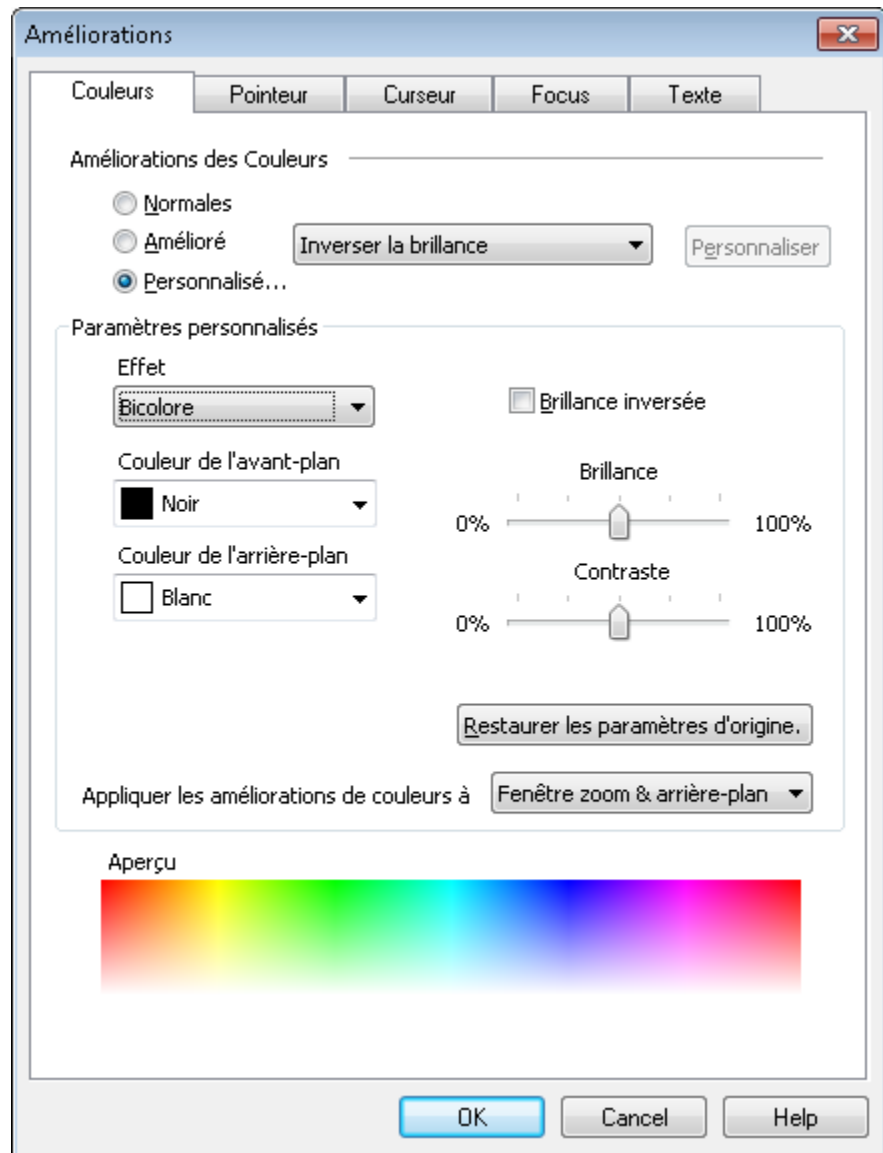 Améliorations
Couleurs Pointeur Curseur Focus Texte
Améliorations des Couleurs
Normales
Amélioré Inverser la brillance Personnaliser
Personnalisé...
Paramètres personnalisés
Effet
Bicolore Brillance inversée
Couleur de l'avant-plan Brillance
Noir 0% 100%
Couleur de l'arrière-plan Contraste
Blanc 0% 100%
Restaurer les paramètres d'origine.
Appliquer les améliorations de couleurs à Fenêtre zoom & arrière-plan
Aperçu
OK Cancel Help